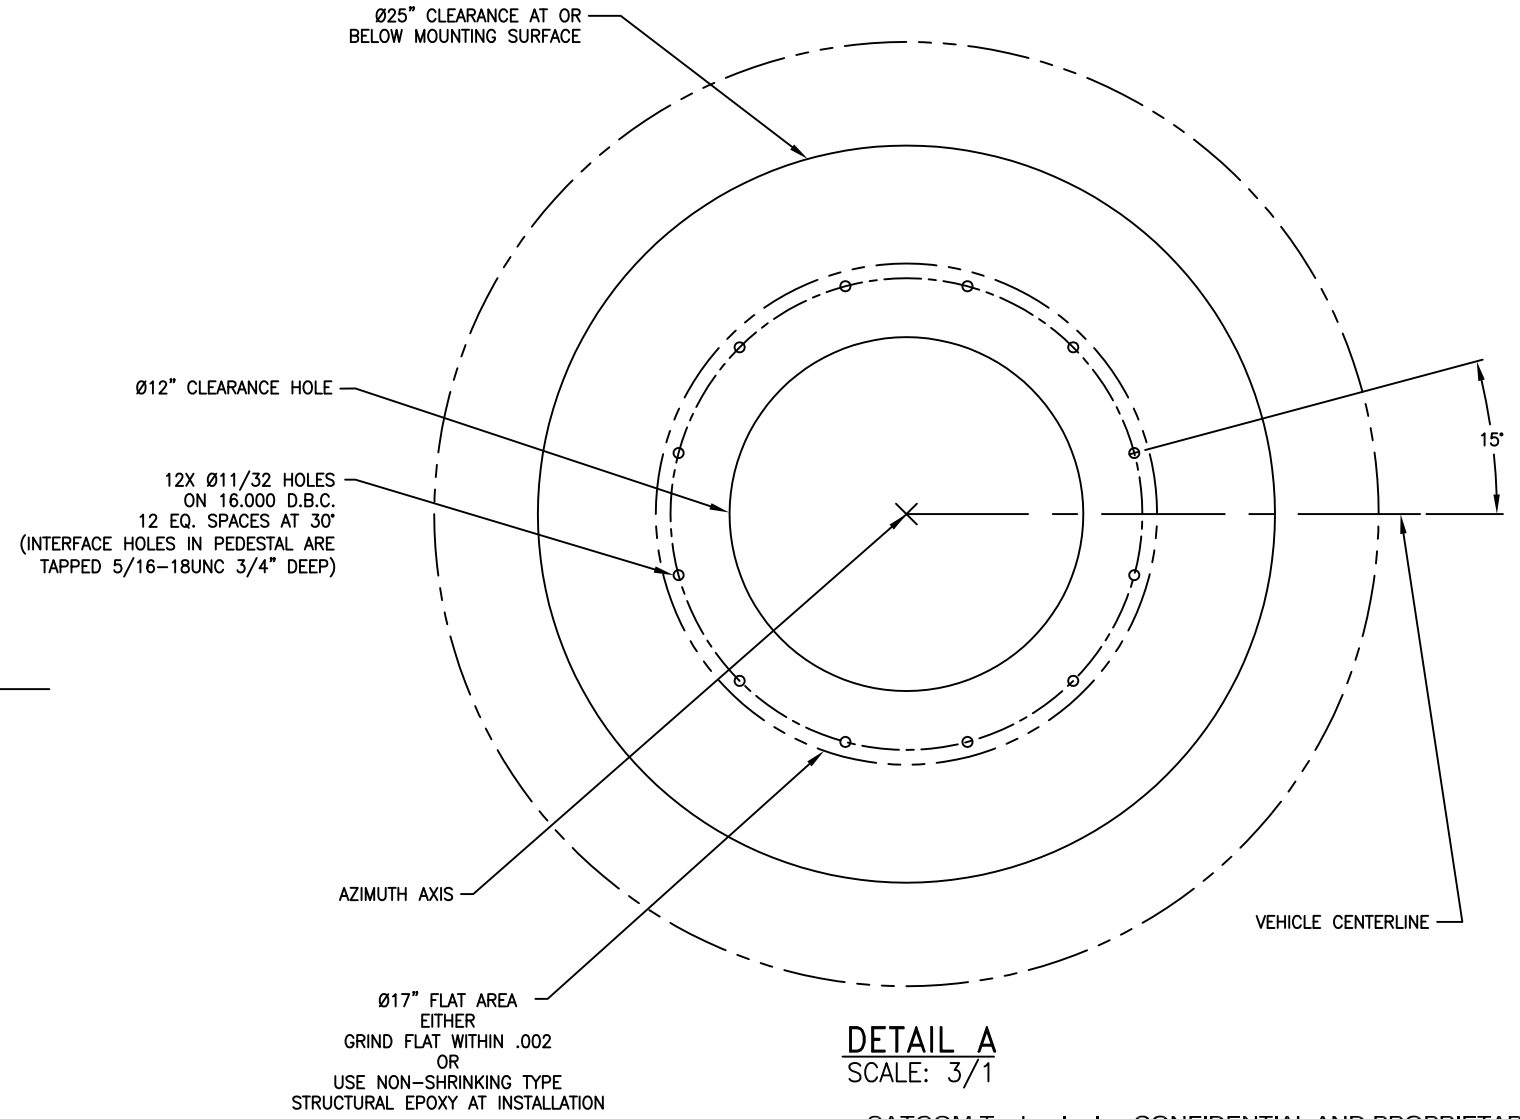 Ø25" CLEARANCE AT OR
BELOW MOUNTING SURFACE
Ø12" CLEARANCE HOLE
12X Ø11/32 HOLES
ON 16.000 D.B.C.
12 EQ. SPACES AT 30°
(INTERFACE HOLES IN PEDESTAL ARE
TAPPED 5/16-18UNC 3/4" DEEP)
15°
AZIMUTH AXIS
VEHICLE CENTERLINE
Ø17" FLAT AREA
EITHER
GRIND FLAT WITHIN .002
OR
USE NON-SHRINKING TYPE
STRUCTURAL EPOXY AT INSTALLATION
DETAIL A
SCALE: 3/1